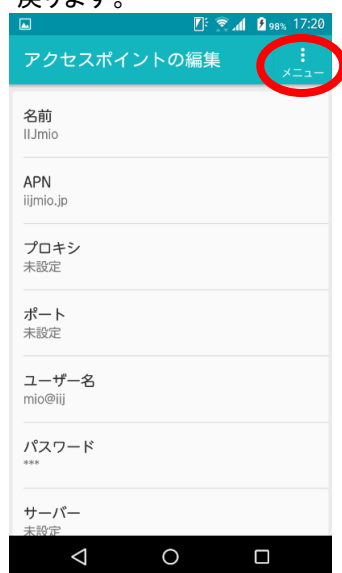 戻ります。
98% 17:20
アクセスポイントの編集
メニュー
名前
IIJmio
APN
iijmio.jp
プロキシ
未設定
ポート
未設定
ユーザー名
mio@iij
パスワード
***
サーバー
未設定